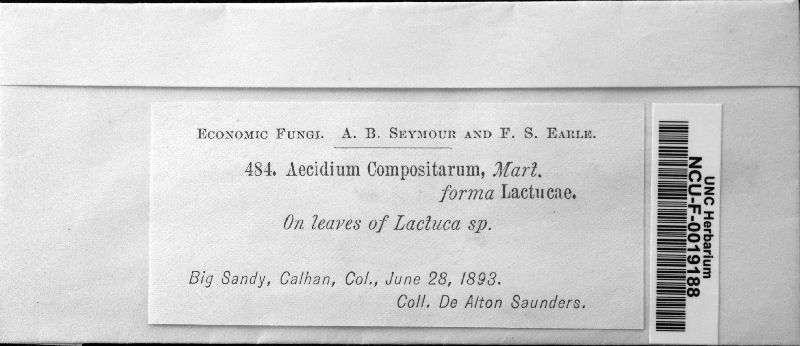 Economic Fungi. A. B. Seymour and F. S. Earle.
484. Aecidium Compositarum, Mart.
forma Lactucae.
On leaves of Lactuca sp.
Big Sandy, Calhan, Col., June 28, 1893.
Coll. De Alton Saunders.
UNC Herbarium
NCU-F-0019188